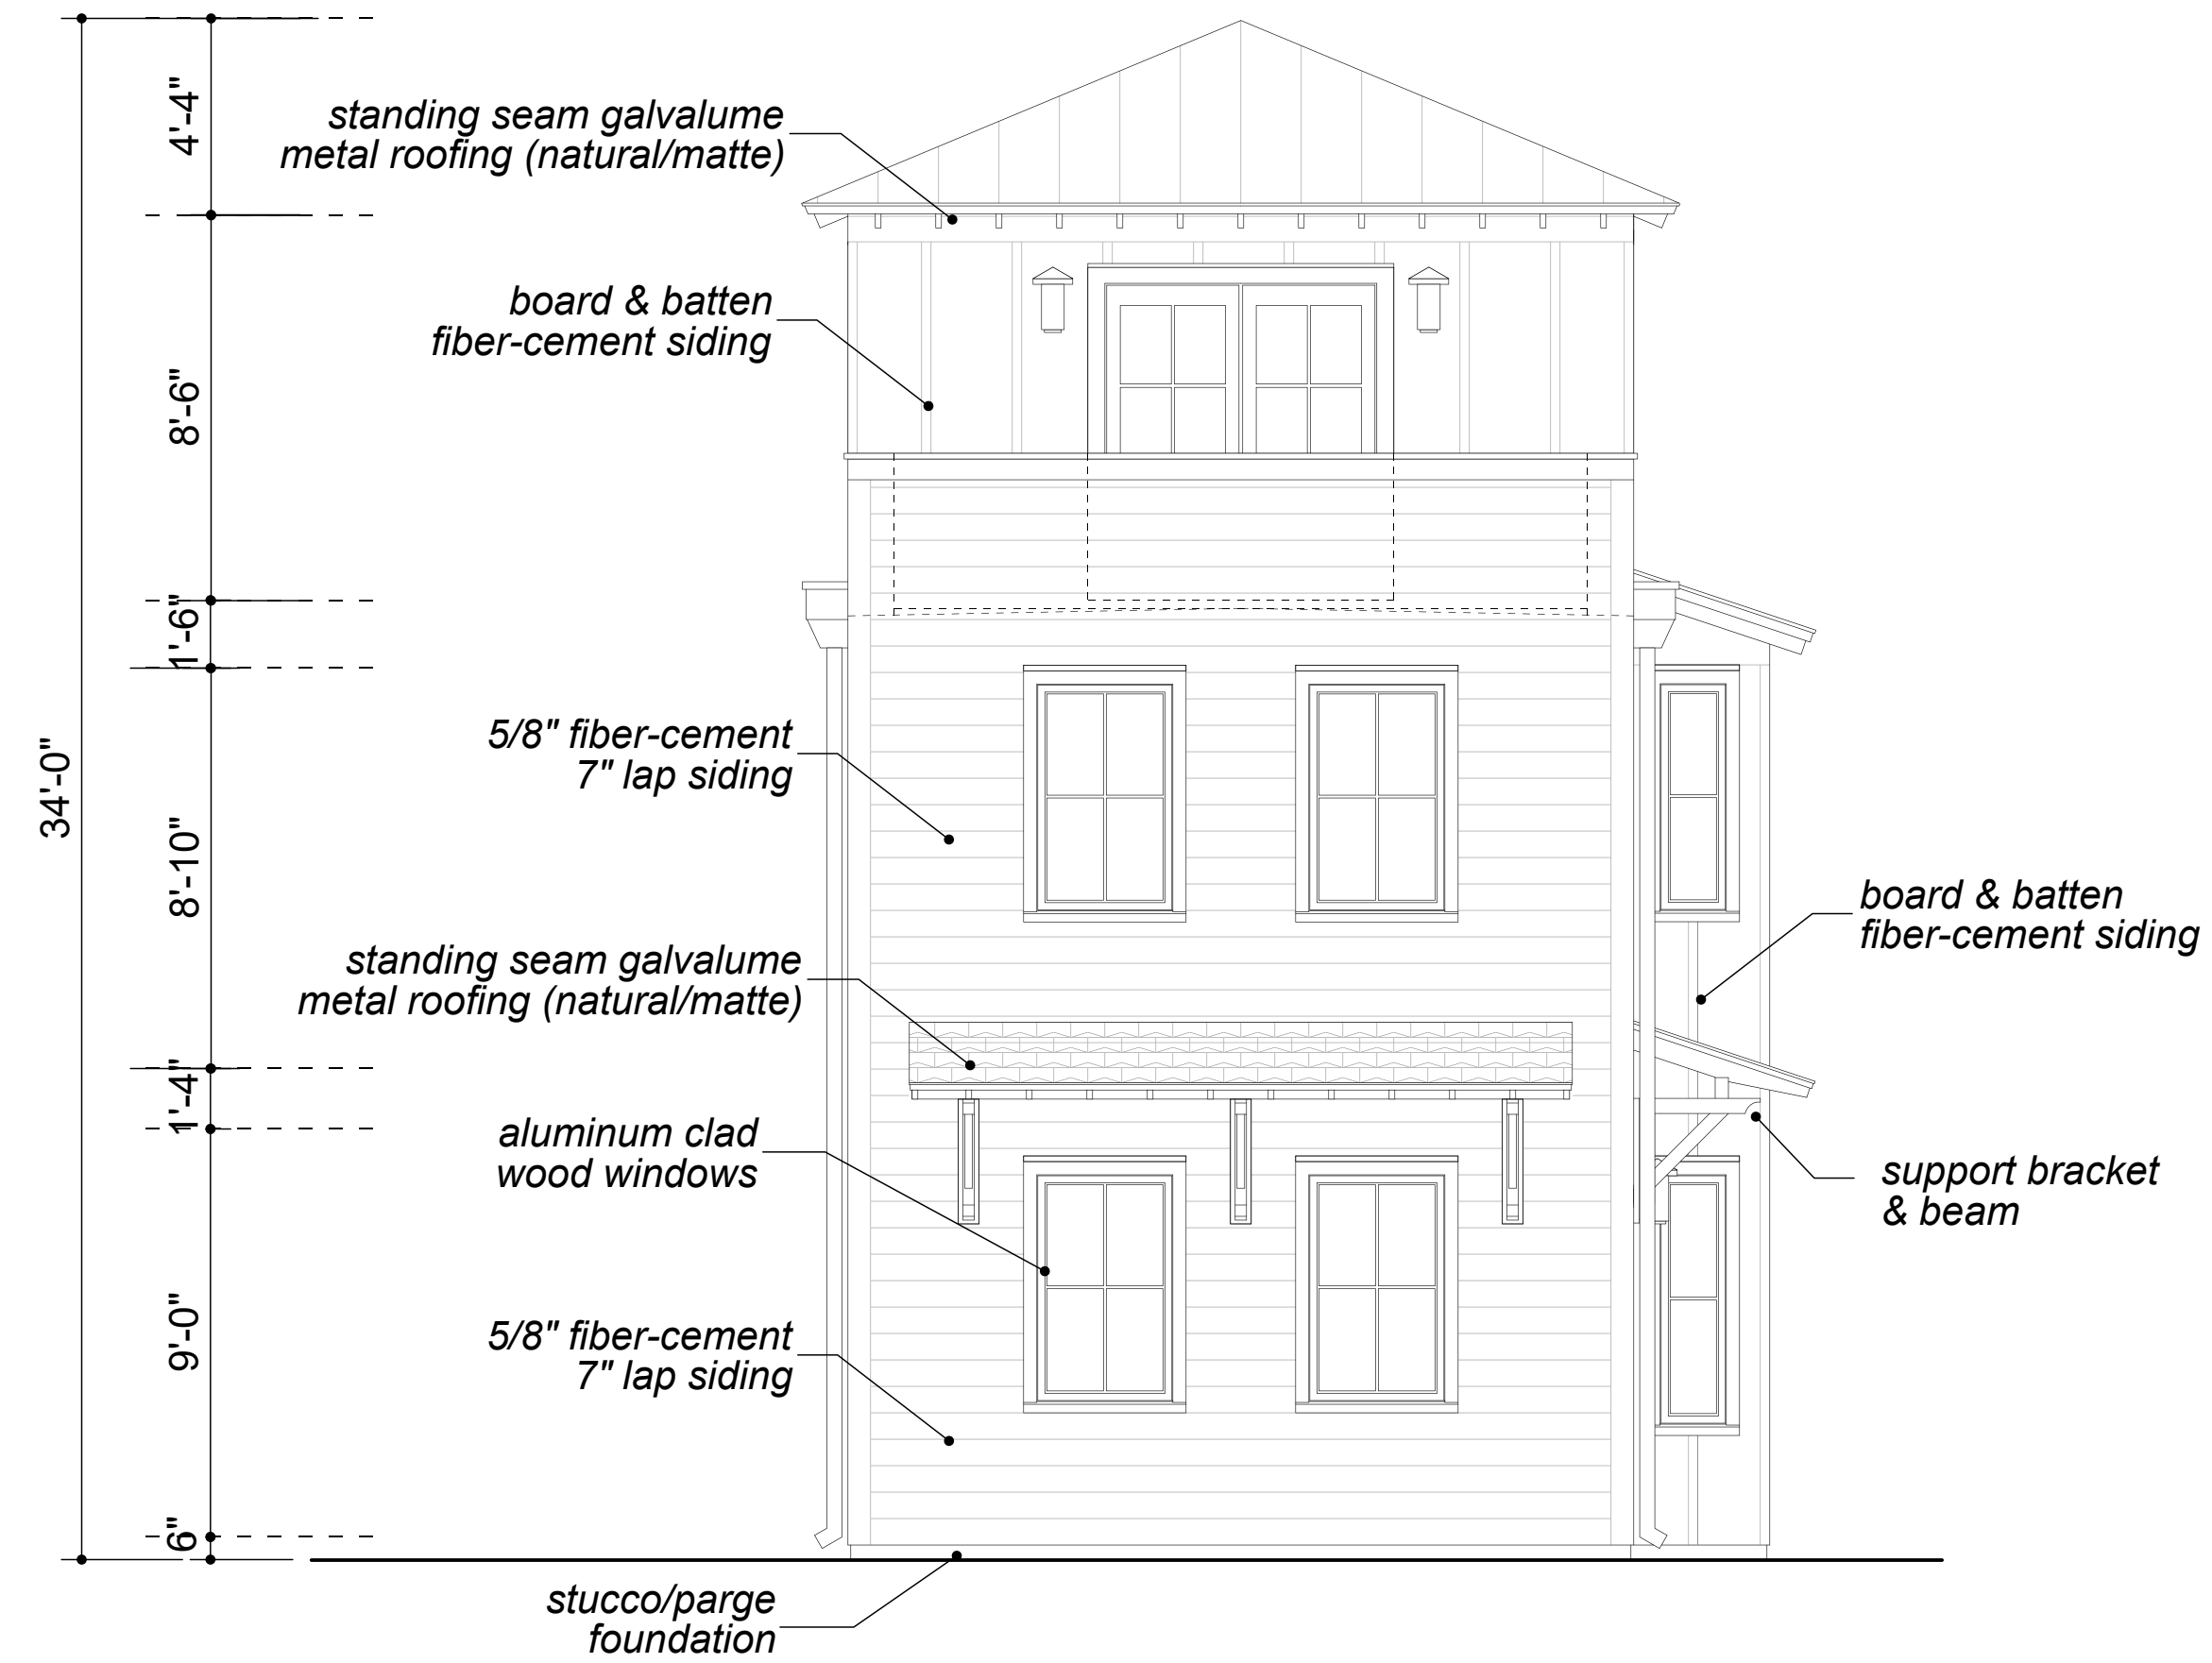 4'-4"
standing seam galvalume
metal roofing (natural/matte)
board & batten
fiber-cement siding
8'-6"
1'-6"
34'-0"
5/8" fiber-cement
7" lap siding
8'-10"
board & batten
fiber-cement siding
standing seam galvalume
metal roofing (natural/matte)
1'-4"
aluminum clad
wood windows
support bracket
& beam
9'-0"
5/8" fiber-cement
7" lap siding
6"
stucco/parge
foundation